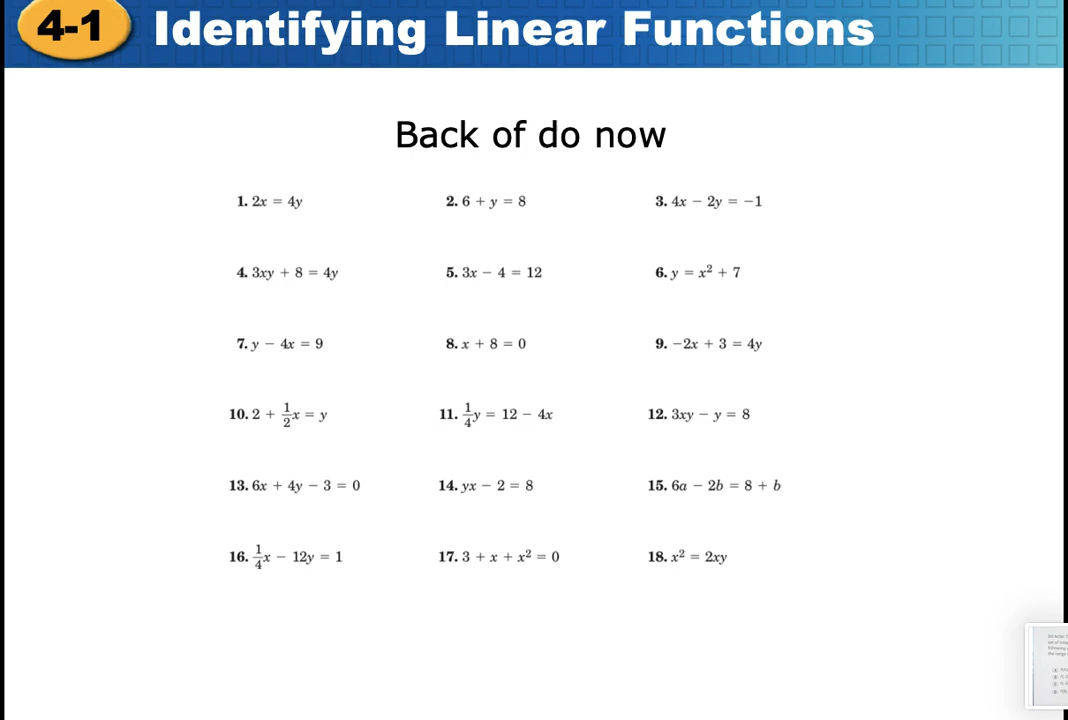 4-1 Identifying Linear Functions
Back of do now
1. 2x = 4y 2. 6 + y = 8 3. 4x − 2y = −1
4. 3xy + 8 = 4y 5. 3x − 4 = 12 6. y = x² + 7
7. y − 4x = 9 8. x + 8 = 0 9. −2x + 3 = 4y
10. 2 + 1/2x = y 11. 1/4y = 12 − 4x 12. 3xy − y = 8
13. 6x + 4y − 3 = 0 14. yx − 2 = 8 15. 6a − 2b = 8 + b
16. 1/4x − 12y = 1 17. 3 + x + x² = 0 18. x² = 2xy